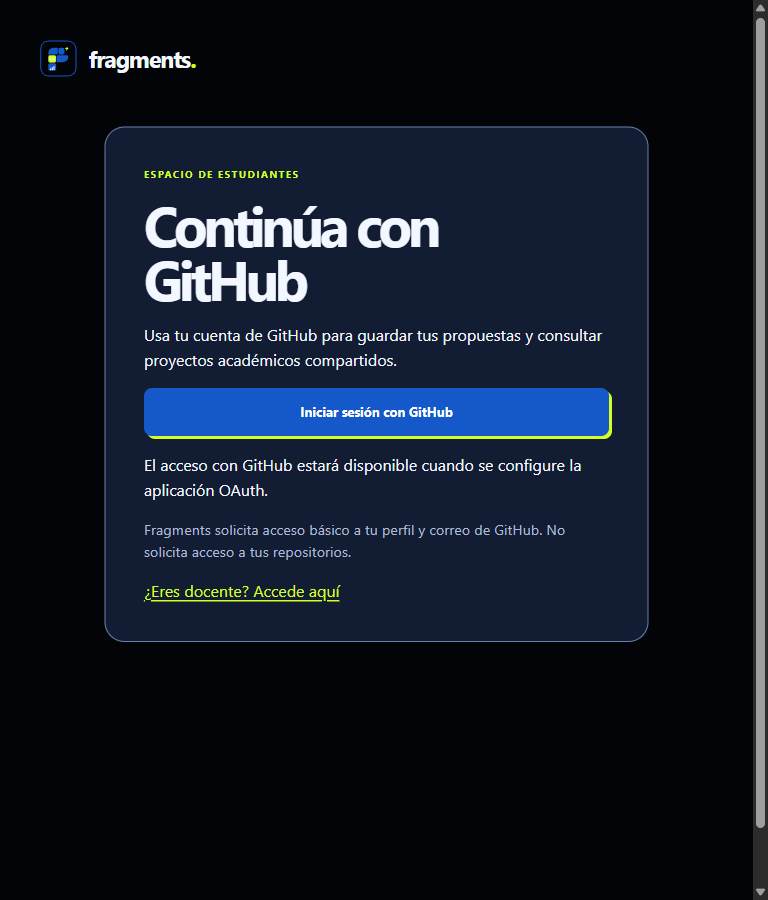 fragments.
ESPACIO DE ESTUDIANTES
Continúa con
GitHub
Usa tu cuenta de GitHub para guardar tus propuestas y consultar
proyectos académicos compartidos.
Iniciar sesión con GitHub
El acceso con GitHub estará disponible cuando se configure la
aplicación OAuth.
Fragments solicita acceso básico a tu perfil y correo de GitHub. No
solicita acceso a tus repositorios.
¿Eres docente? Accede aquí